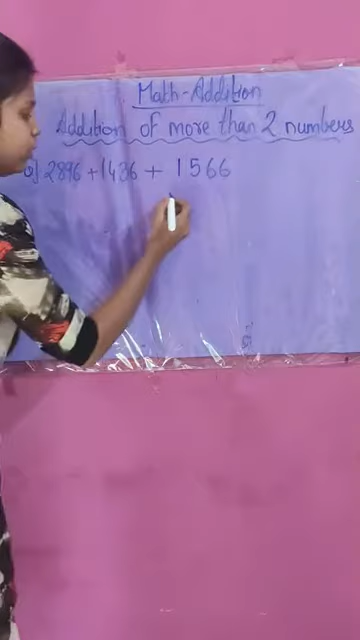 Math-Addition
Addition of more than 2 numbers
a) 2896 + 1436 + 1566